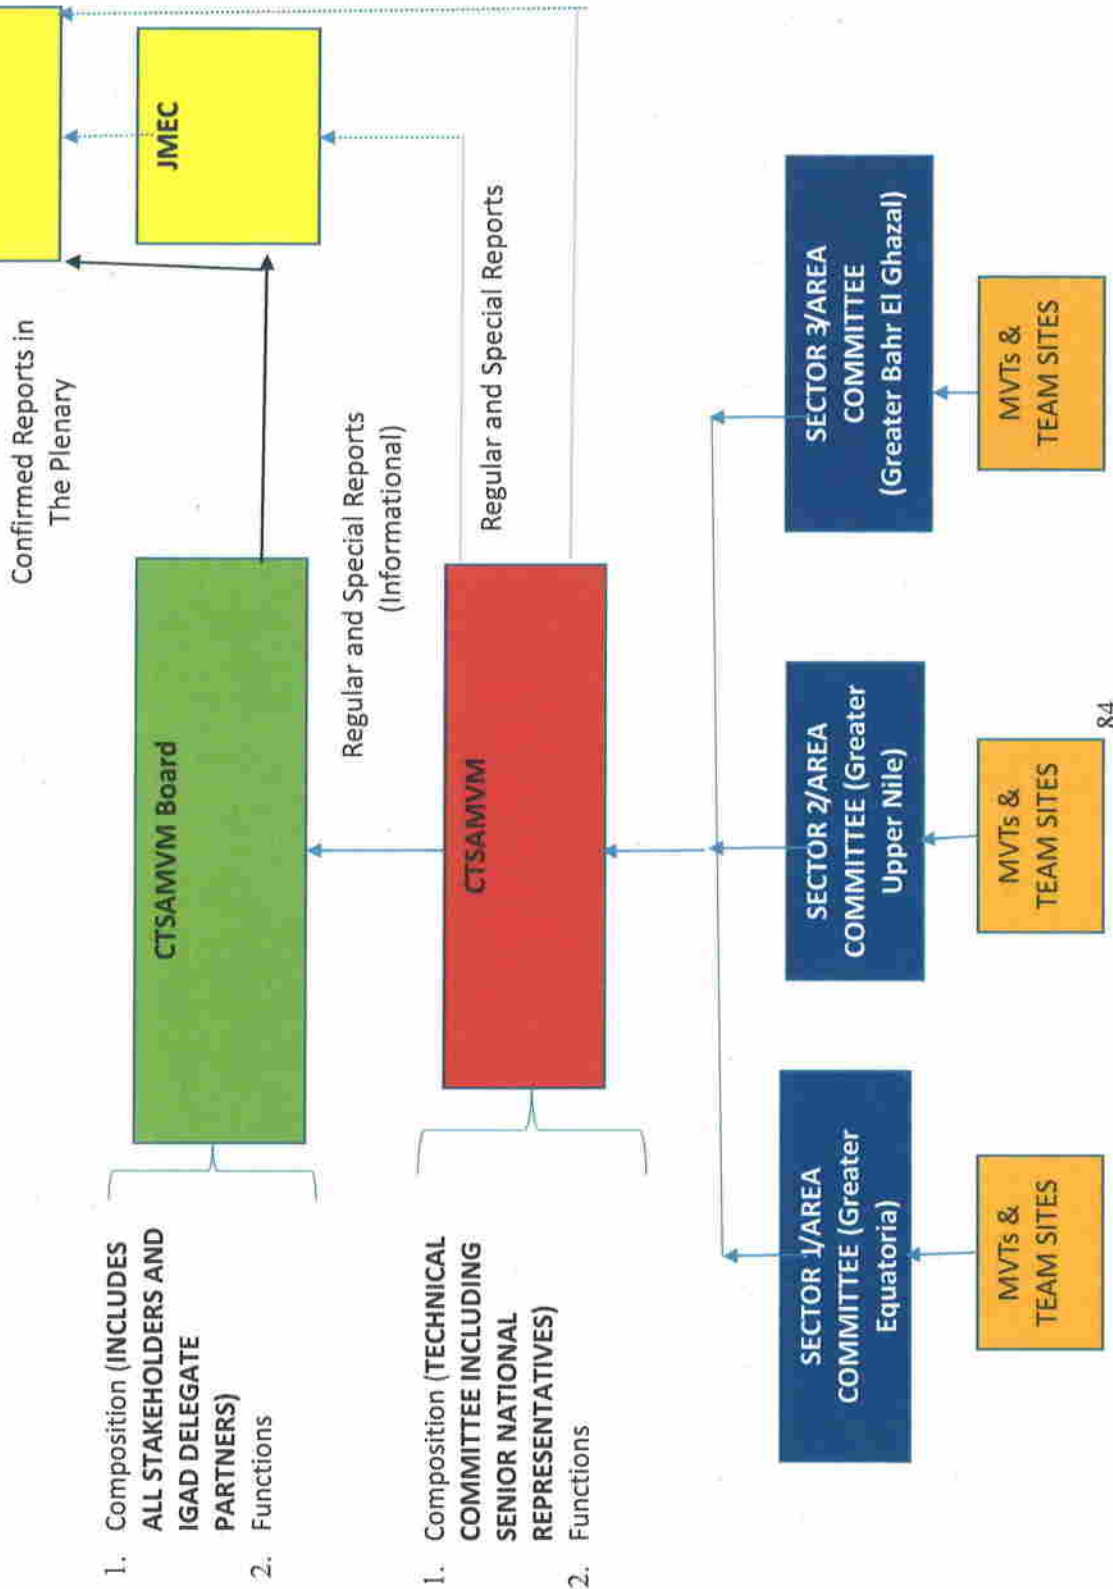 Confirmed Reports in
The Plenary
JMEC
1. Composition (INCLUDES
ALL STAKEHOLDERS AND
IGAD DELEGATE
PARTNERS)
2. Functions
CTSAMVM Board
Regular and Special Reports
(Informational)
1. Composition (TECHNICAL
COMMITTEE INCLUDING
SENIOR NATIONAL
REPRESENTATIVES)
2. Functions
CTSAMVM
Regular and Special Reports
SECTOR 1/AREA
COMMITTEE (Greater
Equatoria)
SECTOR 2/AREA
COMMITTEE (Greater
Upper Nile)
SECTOR 3/AREA
COMMITTEE
(Greater Bahr El Ghazal)
MVTs &
TEAM SITES
MVTs &
TEAM SITES
MVTs &
TEAM SITES
84